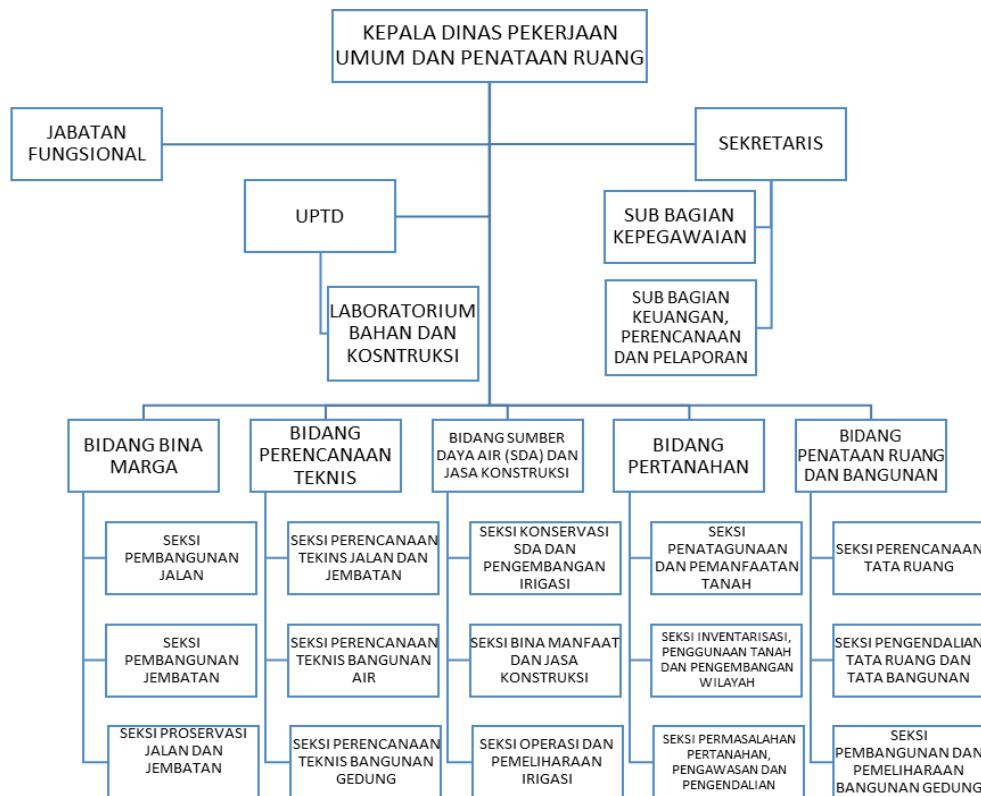 KEPALA DINAS PEKERJAAN
UMUM DAN PENATAAN RUANG
JABATAN
FUNGSIONAL
SEKRETARIS
UPTD
SUB BAGIAN
KEPEGAWAIAN
LABORATORIUM
BAHAN DAN
KOSNTRUKSI
SUB BAGIAN
KEUANGAN,
PERENCANAAN
DAN PELAPORAN
BIDANG BINA
MARGA
BIDANG
PERENCANAAN
TEKNIS
BIDANG SUMBER
DAYA AIR (SDA) DAN
JASA KONSTRUKSI
BIDANG
PERTANAHAN
BIDANG
PENATAAN RUANG
DAN BANGUNAN
SEKSI
PEMBANGUNAN
JALAN
SEKSI PERENCANAAN
TEKINS JALAN DAN
JEMBATAN
SEKSI KONSERVASI
SDA DAN
PENGEMBANGAN
IRIGASI
SEKSI
PENATAGUNAAN
DAN PEMANFAATAN
TANAH
SEKSI PERENCANAAN
TATA RUANG
SEKSI
PEMBANGUNAN
JEMBATAN
SEKSI PERENCANAAN
TEKNIS BANGUNAN
AIR
SEKSI BINA MANFAAT
DAN JASA
KONSTRUKSI
SEKSI INVENTARISASI,
PENGGUNAAN TANAH
DAN PENGEMBANGAN
WILAYAH
SEKSI PENGENDALIAN
TATA RUANG DAN
TATA BANGUNAN
SEKSI PROSERVASI
JALAN DAN
JEMBATAN
SEKSI PERENCANAAN
TEKNIS BANGUNAN
GEDUNG
SEKSI OPERASI DAN
PEMELIHARAAN
IRIGASI
SEKSI PERMASALAHAN
PERTANAHAN,
PENGAWASAN DAN
PENGENDALIAN
SEKSI
PEMBANGUNAN DAN
PEMELIHARAAN
BANGUNAN GEDUNG